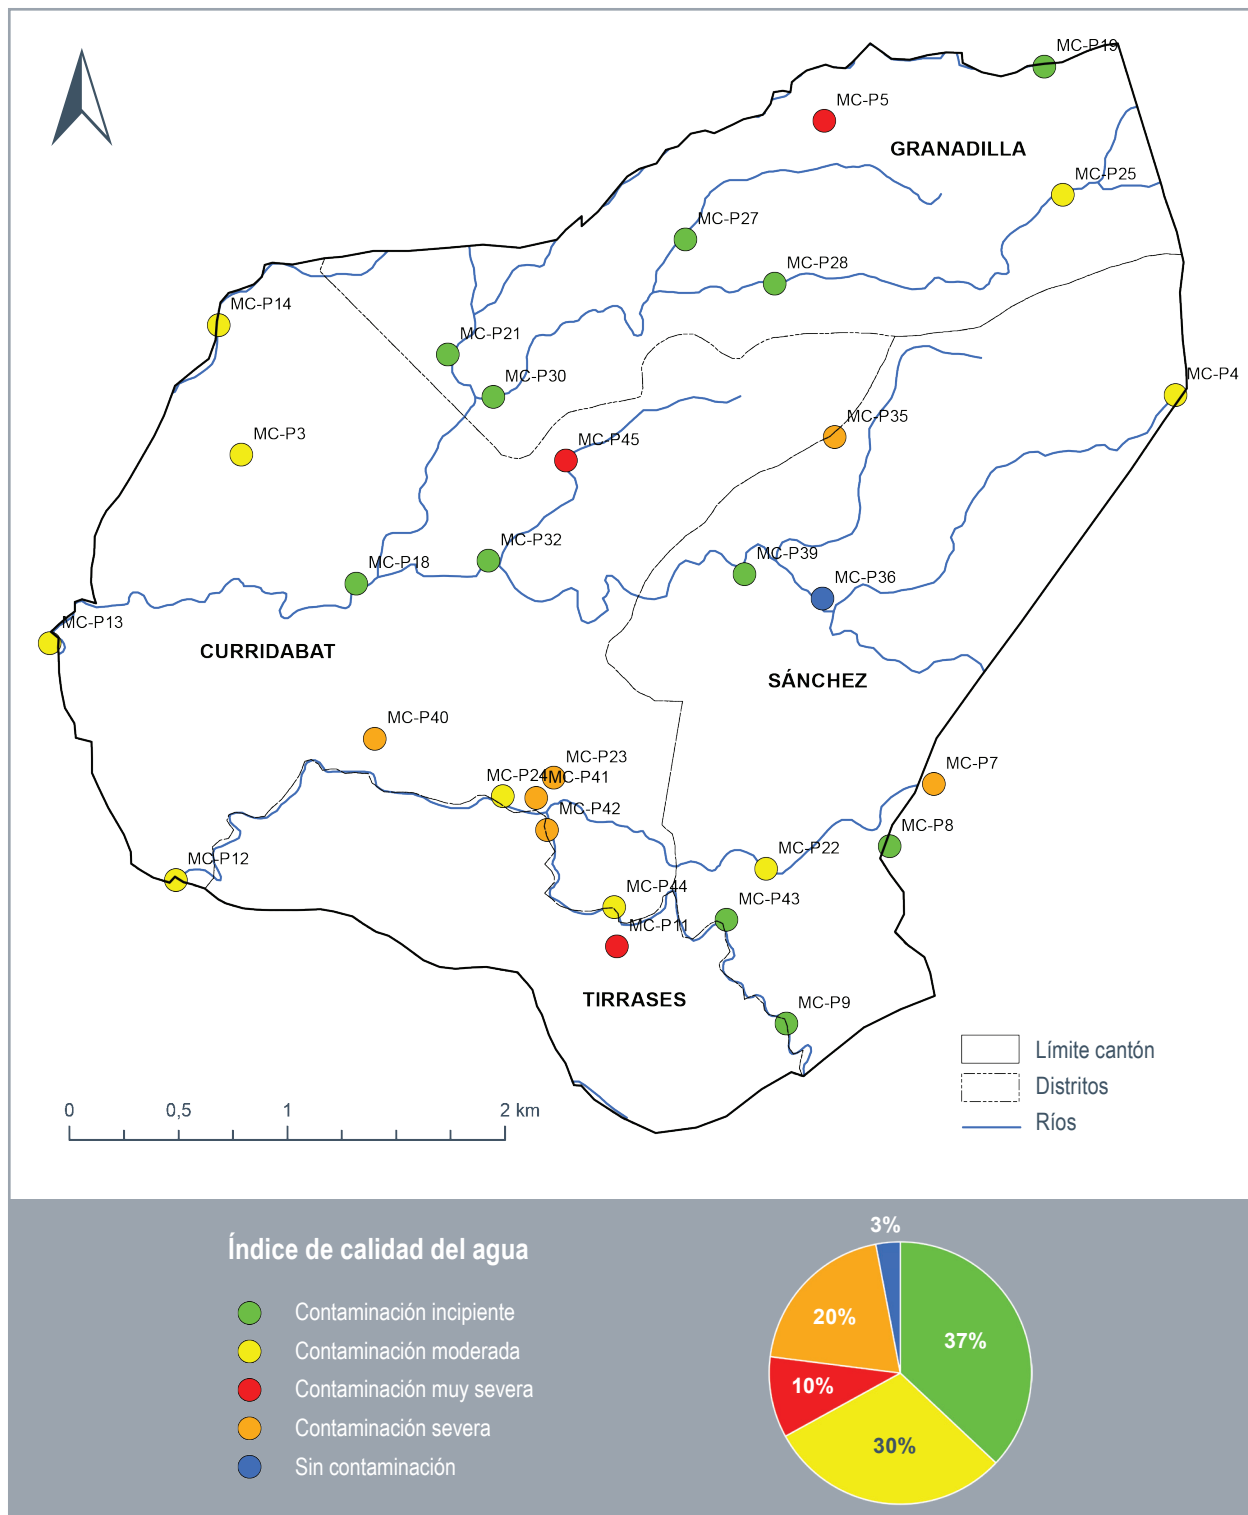 MC-P19
MC-P5
GRANADILLA
MC-P25
MC-P27
MC-P28
MC-P14
MC-P21
MC-P30
MC-P4
MC-P3
MC-P45
MC-P35
MC-P18
MC-P32
MC-P39
MC-P36
MC-P13
CURRIDABAT
SÁNCHEZ
MC-P40
MC-P23
MC-P24
MC-P41
MC-P7
MC-P42
MC-P8
MC-P22
MC-P12
MC-P44
MC-P43
MC-P11
TIRRASES
MC-P9
Límite cantón
Distritos
Ríos
0 0,5 1 2 km
Índice de calidad del agua
Contaminación incipiente
Contaminación moderada
Contaminación muy severa
Contaminación severa
Sin contaminación
3%
37%
20%
10%
30%